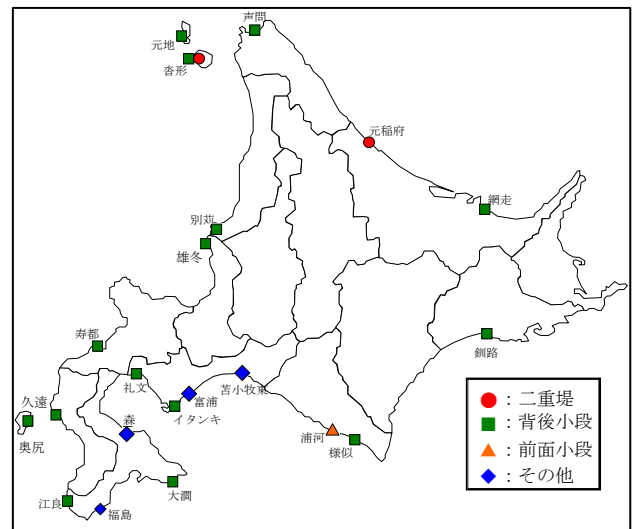 声問
元地
沓形
元稲府
網走
別苅
雄冬
寿都
釧路
礼文
苫小牧東
富浦
イタンキ
久遠
森
奥尻
浦河
様似
大澗
江良
福島
：二重堤
：背後小段
：前面小段
：その他